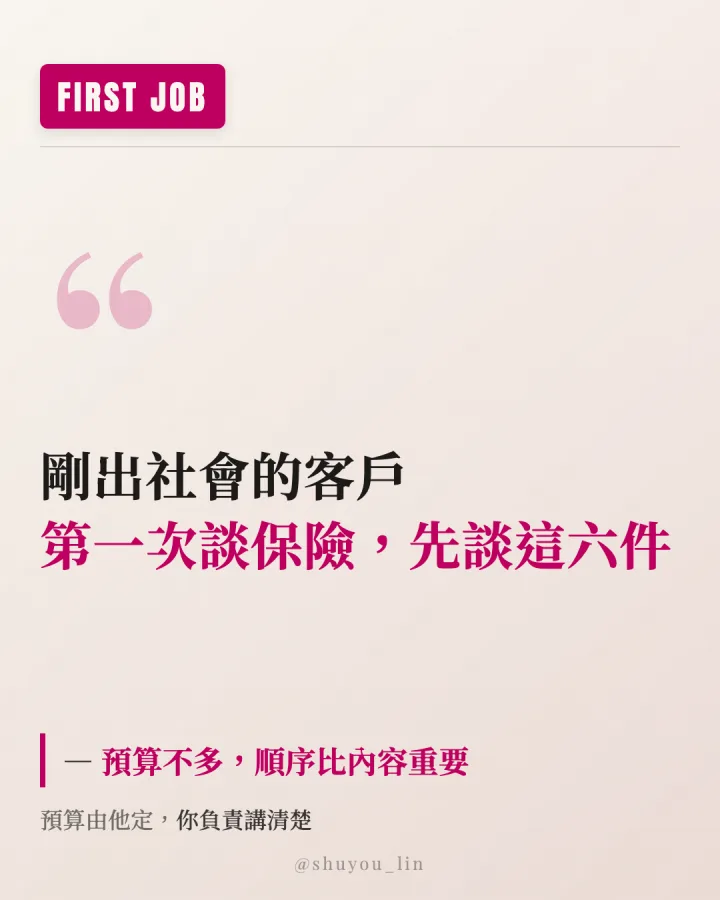 FIRST JOB
“
剛出社會的客戶
第一次談保險，先談這六件
— 預算不多，順序比內容重要
預算由他定，你負責講清楚
@shuyou_lin